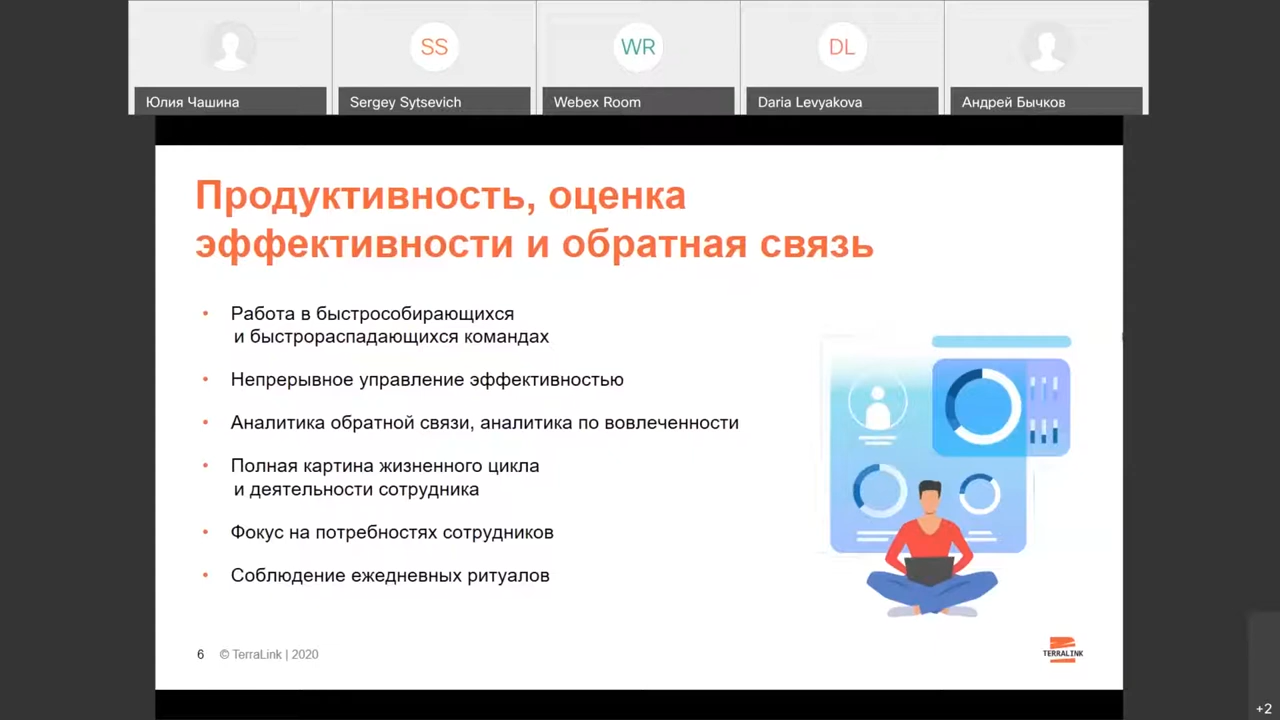 SS
WR
DL
Юлия Чашина
Sergey Sytsevich
Webex Room
Daria Levyakova
Андрей Бычков
Продуктивность, оценка
эффективности и обратная связь
• Работа в быстрособирающихся
и быстрораспадающихся командах
• Непрерывное управление эффективностью
• Аналитика обратной связи, аналитика по вовлеченности
• Полная картина жизненного цикла
и деятельности сотрудника
• Фокус на потребностях сотрудников
• Соблюдение ежедневных ритуалов
6 © TerraLink | 2020
TERRALINK
+2